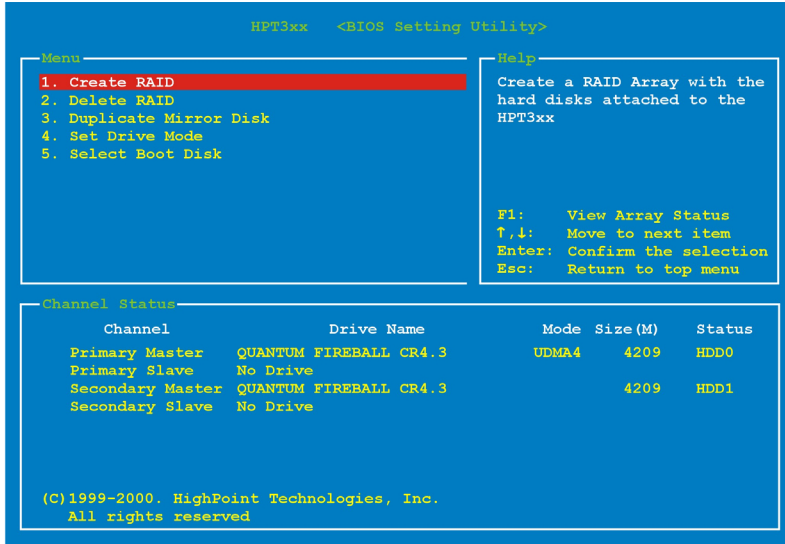 HPT3xx <BIOS Setting Utility>
Menu
1. Create RAID
2. Delete RAID
3. Duplicate Mirror Disk
4. Set Drive Mode
5. Select Boot Disk
Help
Create a RAID Array with the
hard disks attached to the
HPT3xx
F1: View Array Status
↑,↓: Move to next item
Enter: Confirm the selection
Esc: Return to top menu
Channel Status
Channel Drive Name Mode Size(M) Status
Primary Master QUANTUM FIREBALL CR4.3 UDMA4 4209 HDD0
Primary Slave No Drive
Secondary Master QUANTUM FIREBALL CR4.3 4209 HDD1
Secondary Slave No Drive
(C)1999-2000. HighPoint Technologies, Inc.
All rights reserved